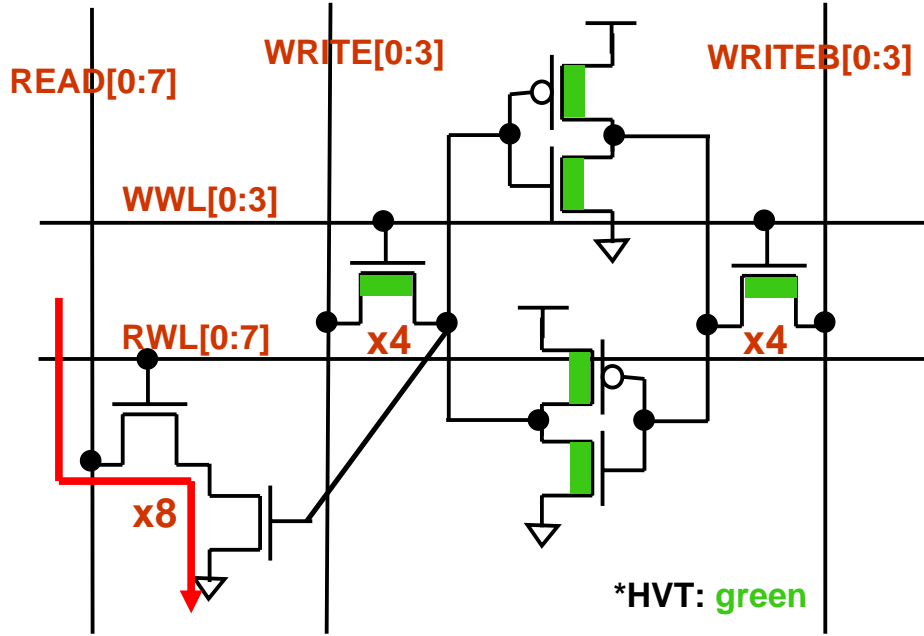 WRITE[0:3]
WRITEB[0:3]
READ[0:7]
WWL[0:3]
RWL[0:7]
x4
x4
x8
*HVT: green